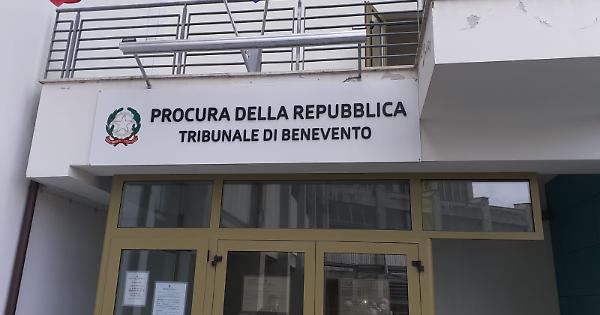 PROCURA DELLA REPUBBLICA
TRIBUNALE DI BENEVENTO